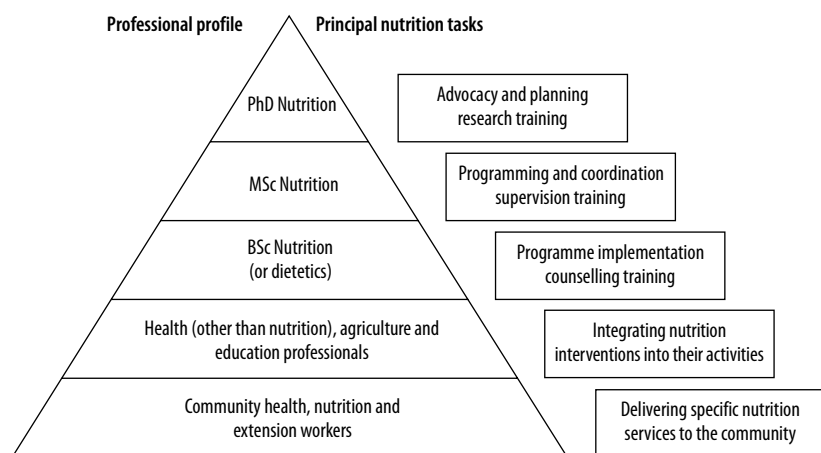 Professional profile
Principal nutrition tasks
PhD Nutrition
Advocacy and planning
research training
MSc Nutrition
Programming and coordination
supervision training
BSc Nutrition
(or dietetics)
Programme implementation
counselling training
Health (other than nutrition), agriculture and
education professionals
Integrating nutrition
interventions into their activities
Community health, nutrition and
extension workers
Delivering specific nutrition
services to the community